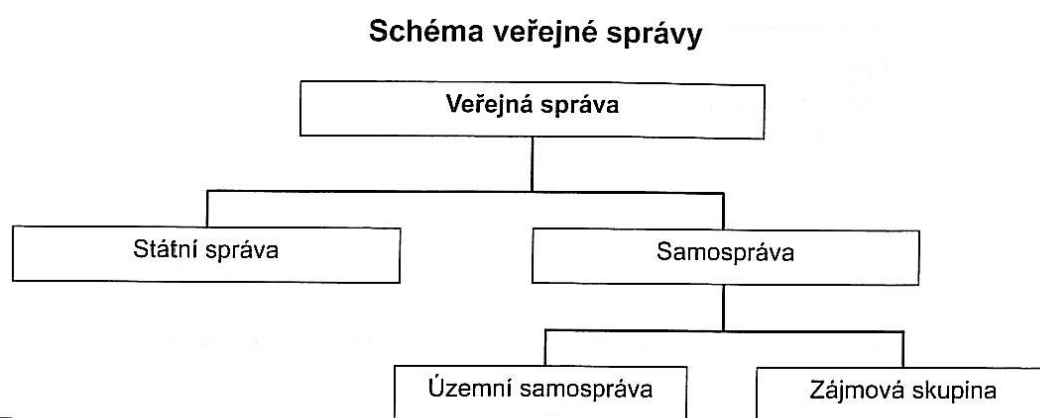 Schéma veřejné správy
Veřejná správa
Státní správa
Samospráva
Územní samospráva
Zájmová skupina